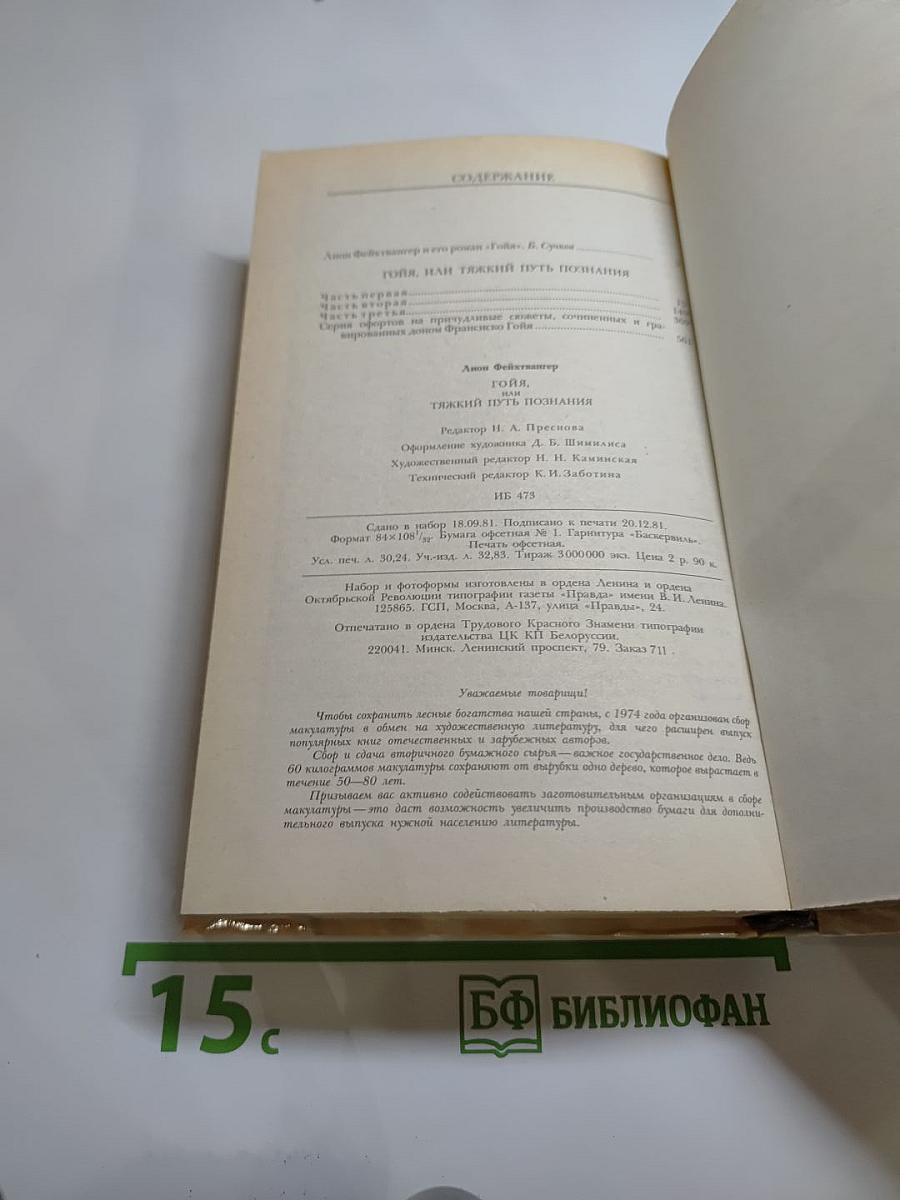 СОДЕРЖАНИЕ
Лион Фейхтвангер и его роман «Гойя». Б. Сучков
ГОЙЯ, ИЛИ ТЯЖКИЙ ПУТЬ ПОЗНАНИЯ
Часть первая
Часть вторая
Часть третья
Серия офортов на причудливые сюжеты, сочиненных и гра-
вированных доном Франсиско Гойя
Лион Фейхтвангер
ГОЙЯ,
ИЛИ
ТЯЖКИЙ ПУТЬ ПОЗНАНИЯ
Редактор Н. А. Преснова
Оформление художника Д. Б. Шимилиса
Художественный редактор Н. Н. Каминская
Технический редактор К. И. Заботина
ИБ 473
Сдано в набор 18.09.81. Подписано к печати 20.12.81.
Формат 84×108¹/₃₂. Бумага офсетная № 1. Гарнитура «Баскервиль».
Печать офсетная.
Усл. печ. л. 30,24. Уч.-изд. л. 32,83. Тираж 3 000 000 экз. Цена 2 р. 90 к.
Набор и фотоформы изготовлены в ордена Ленина и ордена
Октябрьской Революции типографии газеты «Правда» имени В. И. Ленина.
125865. ГСП, Москва, А-137, улица «Правды», 24.
Отпечатано в ордена Трудового Красного Знамени типографии
издательства ЦК КП Белоруссии.
220041. Минск. Ленинский проспект, 79. Заказ 711 .
Уважаемые товарищи!
Чтобы сохранить лесные богатства нашей страны, с 1974 года организован сбор
макулатуры в обмен на художественную литературу, для чего расширен выпуск
популярных книг отечественных и зарубежных авторов.
Сбор и сдача вторичного бумажного сырья — важное государственное дело. Ведь
60 килограммов макулатуры сохраняют от вырубки одно дерево, которое вырастает в
течение 50—80 лет.
Призываем вас активно содействовать заготовительным организациям в сборе
макулатуры — это даст возможность увеличить производство бумаги для дополни-
тельного выпуска нужной населению литературы.
15 с
БФ БИБЛИОФАН